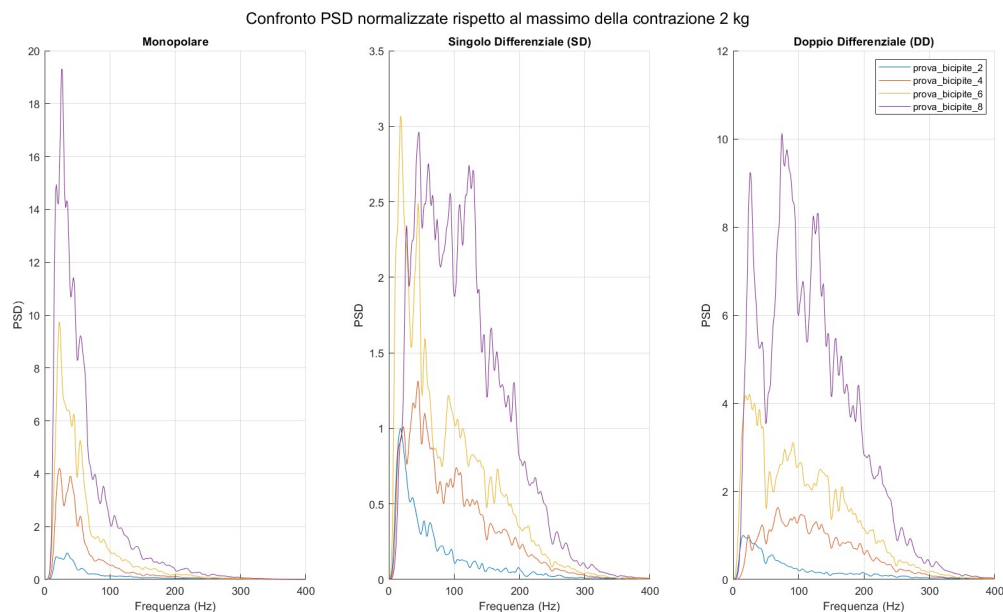 Confronto PSD normalizzate rispetto al massimo della contrazione 2 kg
Monopolare
20
18
16
14
12
10
8
6
4
2
0
PSD)
0 100 200 300 400
Frequenza (Hz)
Singolo Differenziale (SD)
3.5
3
2.5
2
1.5
1
0.5
0
PSD
0 100 200 300 400
Frequenza (Hz)
Doppio Differenziale (DD)
12
10
8
6
4
2
0
PSD
0 100 200 300 400
Frequenza (Hz)
prova_bicipite_2
prova_bicipite_4
prova_bicipite_6
prova_bicipite_8